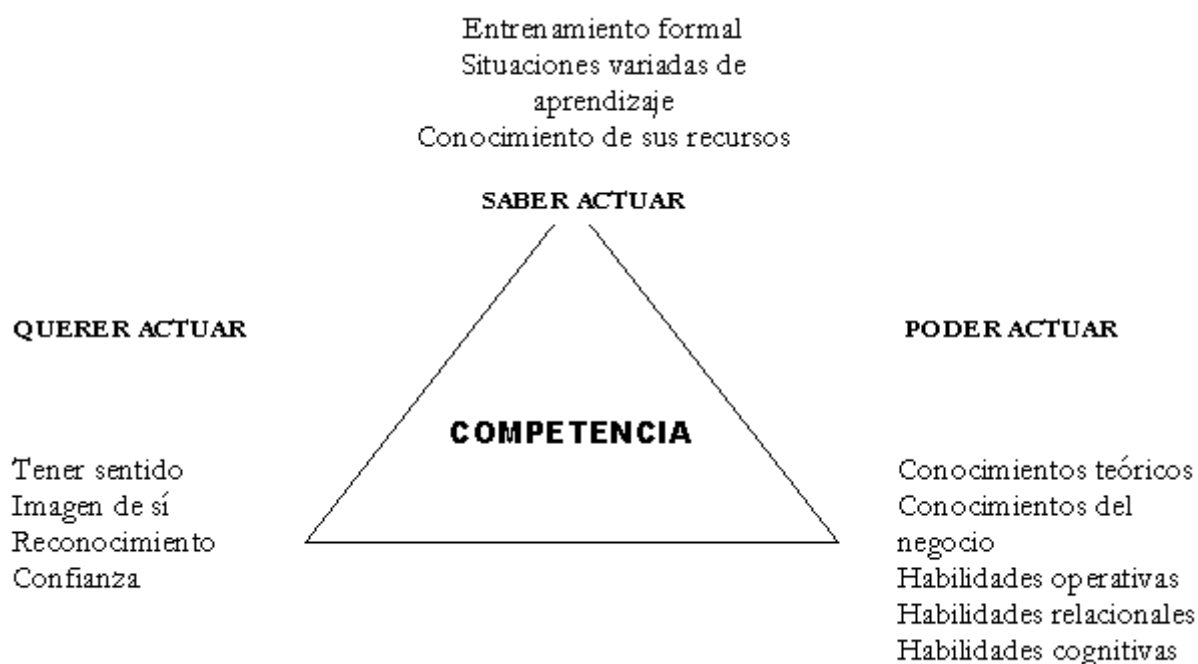 Entrenamiento formal
Situaciones variadas de
aprendizaje
Conocimiento de sus recursos
SABER ACTUAR
QUERER ACTUAR
PODER ACTUAR
COMPETENCIA
Tener sentido
Imagen de sí
Reconocimiento
Confianza
Conocimientos teóricos
Conocimientos del
negocio
Habilidades operativas
Habilidades relacionales
Habilidades cognitivas